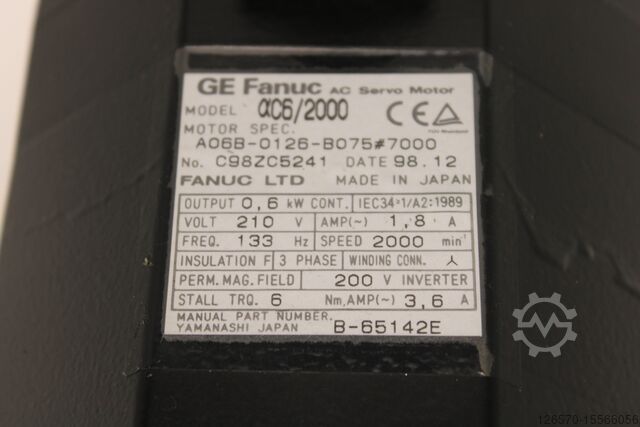 GE Fanuc AC Servo Motor
MODEL αC6/2000 CE
MOTOR SPEC.
A06B-0126-B075#7000
No. C98ZC5241 DATE 98.12
FANUC LTD MADE IN JAPAN
OUTPUT 0,6 kW CONT. IEC34-1/A2:1989
VOLT 210 V AMP(~) 1,8 A
FREQ. 133 Hz SPEED 2000 min⁻¹
INSULATION F 3 PHASE WINDING CONN. ⅄
PERM. MAG. FIELD 200 V INVERTER
STALL TRQ. 6 Nm, AMP(~) 3,6 A
MANUAL PART NUMBER.
YAMANASHI JAPAN B-65142E
126570-15566056